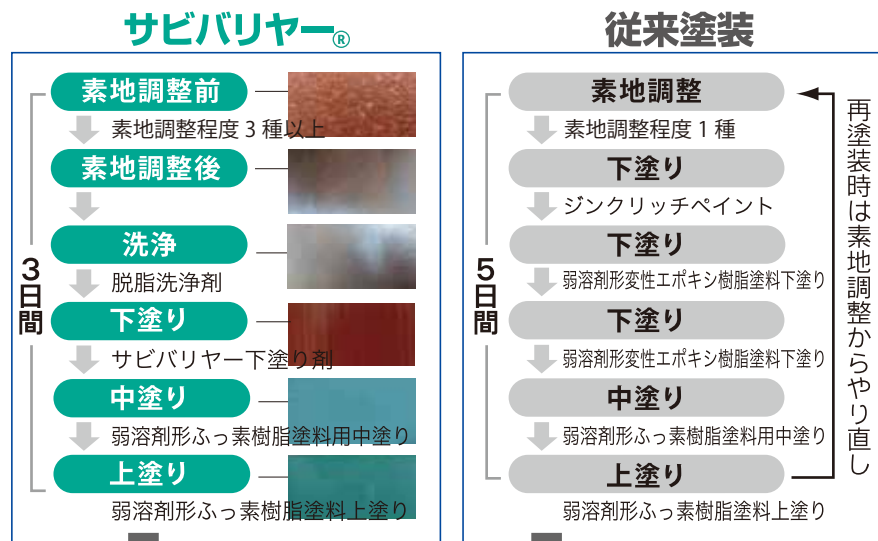 サビバリヤー®
素地調整前
素地調整程度3種以上
素地調整後
洗浄
脱脂洗浄剤
下塗り
サビバリヤー下塗り剤
中塗り
弱溶剤形ふっ素樹脂塗料用中塗り
上塗り
弱溶剤形ふっ素樹脂塗料上塗り
3日間
従来塗装
素地調整
素地調整程度1種
下塗り
ジンクリッチペイント
下塗り
弱溶剤形変性エポキシ樹脂塗料下塗り
下塗り
弱溶剤形変性エポキシ樹脂塗料下塗り
中塗り
弱溶剤形ふっ素樹脂塗料用中塗り
上塗り
弱溶剤形ふっ素樹脂塗料上塗り
5日間
再塗装時は素地調整からやり直し